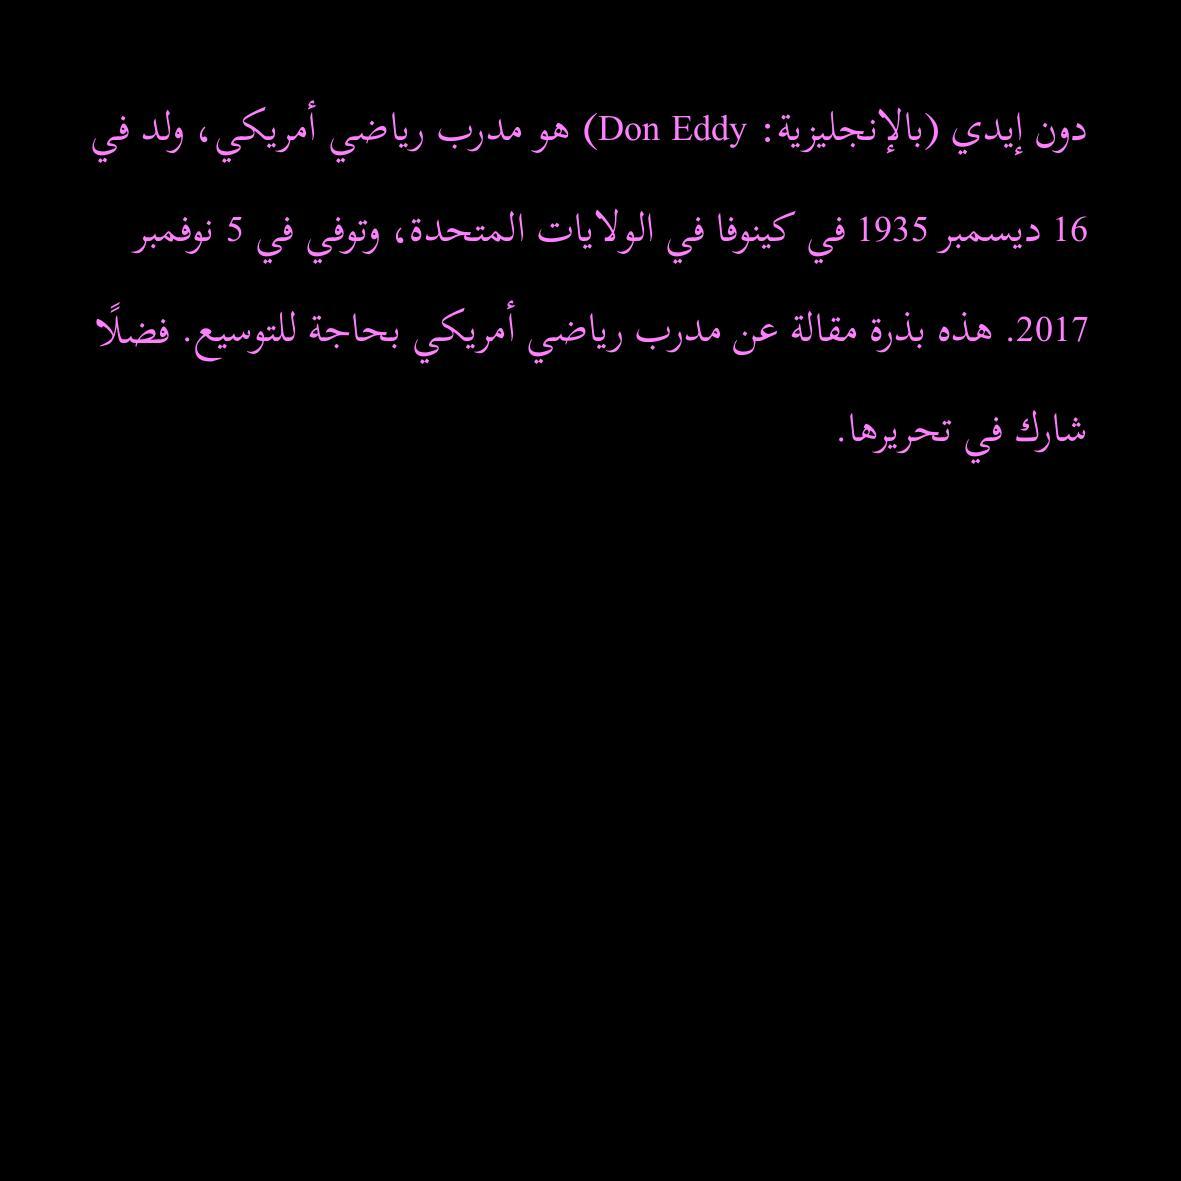 دون إيدي (بالإنجليزية: Don Eddy) هو مدرب رياضي أمريكي، ولد في
16 ديسمبر 1935 في كينوفا في الولايات المتحدة، وتوفي في 5 نوفمبر
2017. هذه بذرة مقالة عن مدرب رياضي أمريكي بحاجة للتوسيع. فضلًا
شارك في تحريرها.